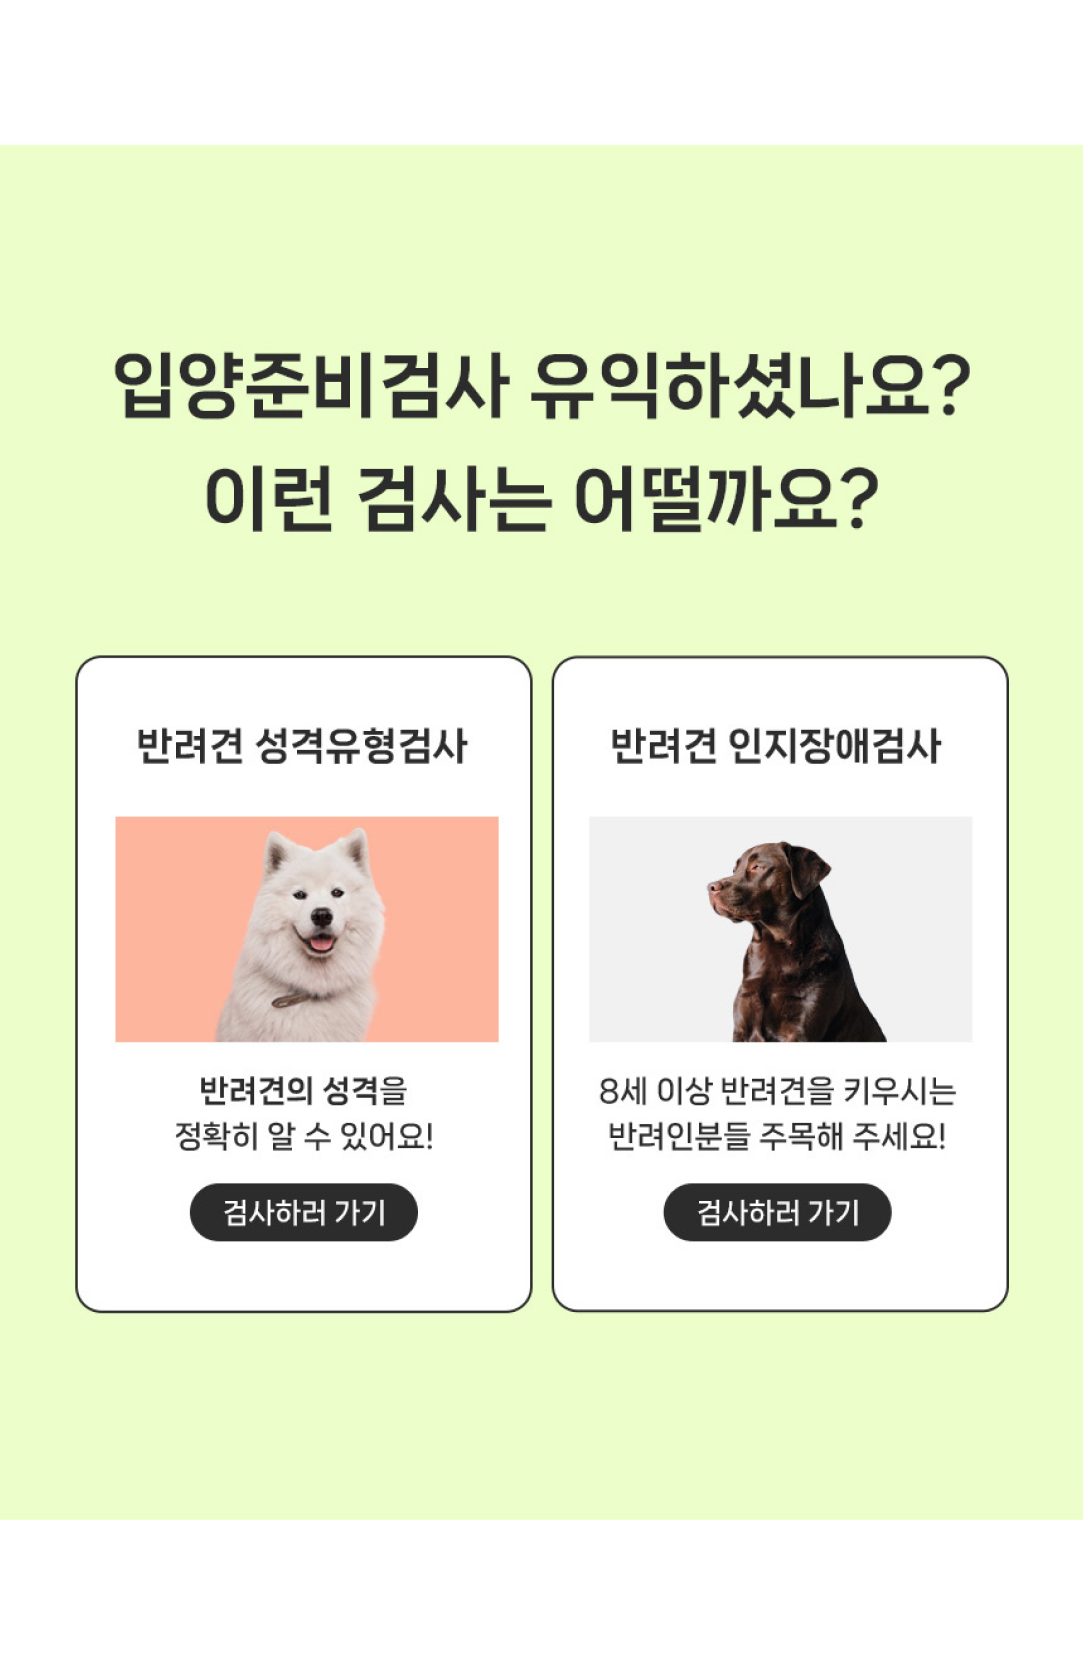 입양준비검사 유익하셨나요?
이런 검사는 어떨까요?
반려견 성격유형검사
반려견의 성격을
정확히 알 수 있어요!
검사하러 가기
반려견 인지장애검사
8세 이상 반려견을 키우시는
반려인분들 주목해 주세요!
검사하러 가기